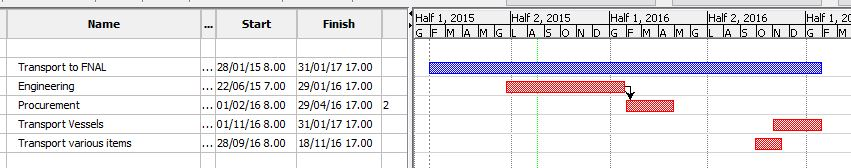 Name ... Start Finish
Half 1, 2015 Half 2, 2015 Half 1, 2016 Half 2, 2016 Half 1,
G F M A M G L A S O N D G F M A M G L A S O N D G F M
Transport to FNAL ... 28/01/15 8.00 31/01/17 17.00
Engineering ... 22/06/15 7.00 29/01/16 17.00
Procurement ... 01/02/16 8.00 29/04/16 17.00 2
Transport Vessels ... 01/11/16 8.00 31/01/17 17.00
Transport various items ... 28/09/16 8.00 18/11/16 17.00